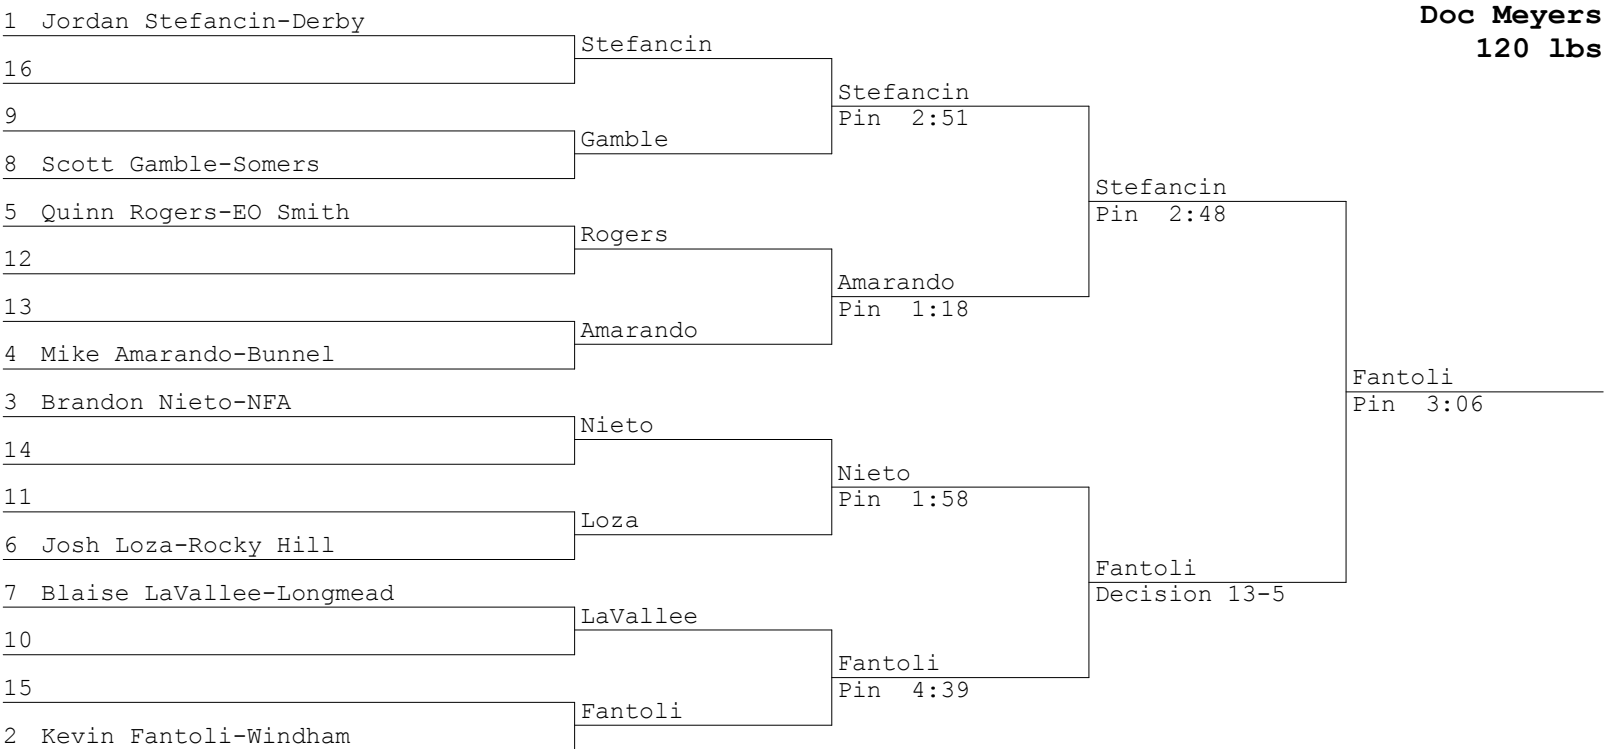 Doc Meyers
120 lbs
1 Jordan Stefancin-Derby
16
9
8 Scott Gamble-Somers
5 Quinn Rogers-EO Smith
12
13
4 Mike Amarando-Bunnel
3 Brandon Nieto-NFA
14
11
6 Josh Loza-Rocky Hill
7 Blaise LaVallee-Longmead
10
15
2 Kevin Fantoli-Windham
Stefancin
Gamble
Rogers
Amarando
Nieto
Loza
LaVallee
Fantoli
Stefancin
Pin 2:51
Amarando
Pin 1:18
Nieto
Pin 1:58
Fantoli
Pin 4:39
Stefancin
Pin 2:48
Fantoli
Decision 13-5
Fantoli
Pin 3:06